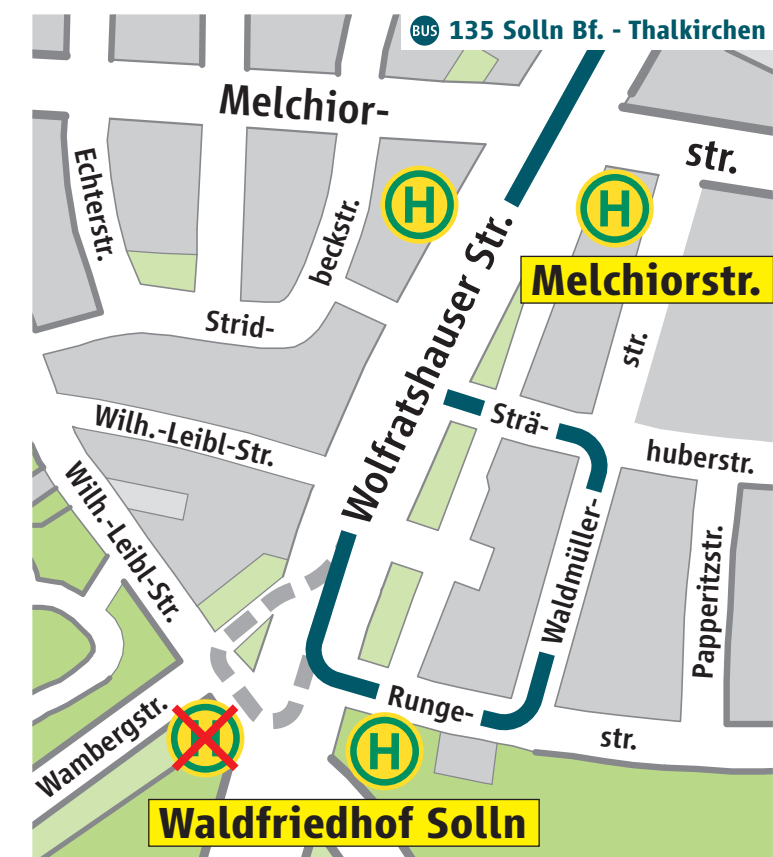 BUS 135 Solln Bf. - Thalkirchen
Melchior-
str.
Echterstr.
beckstr.
H
H
Wolfratshauser Str.
Melchiorstr.
Strid-
str.
Strä-
Wilh.-Leibl-Str.
huberstr.
Wilh.-Leibl-Str.
Waldmüller-
Papperitzstr.
Runge-
str.
Wambergstr.
H
H
Waldfriedhof Solln